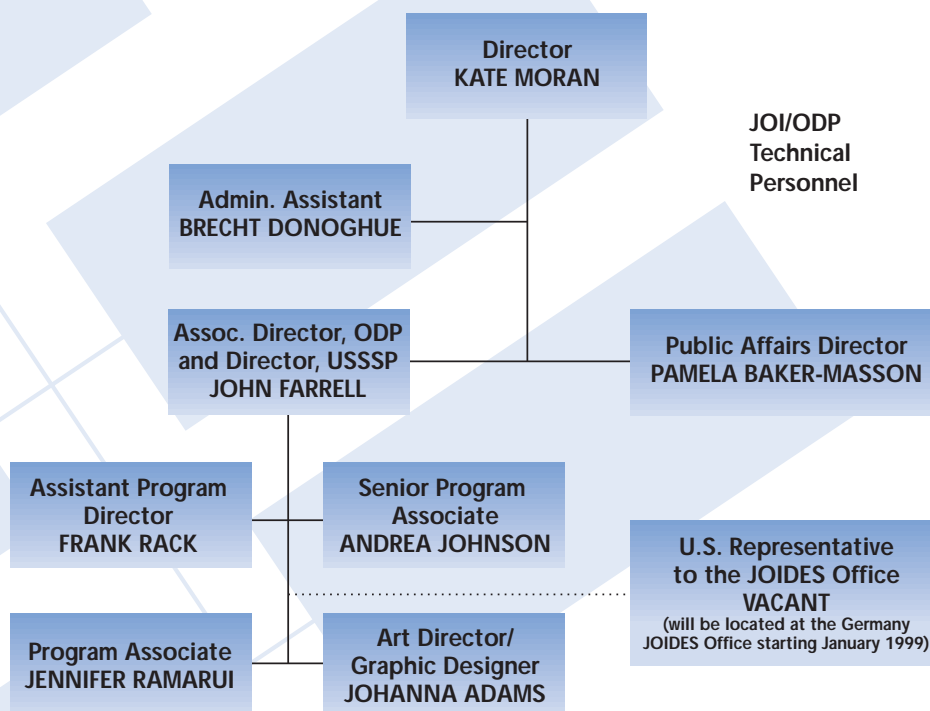 Director
KATE MORAN
JOI/ODP
Technical
Personnel
Admin. Assistant
BRECHT DONOGHUE
Assoc. Director, ODP
and Director, USSSP
JOHN FARRELL
Public Affairs Director
PAMELA BAKER-MASSON
Assistant Program
Director
FRANK RACK
Senior Program
Associate
ANDREA JOHNSON
U.S. Representative
to the JOIDES Office
VACANT
(will be located at the Germany
JOIDES Office starting January 1999)
Program Associate
JENNIFER RAMARUI
Art Director/
Graphic Designer
JOHANNA ADAMS